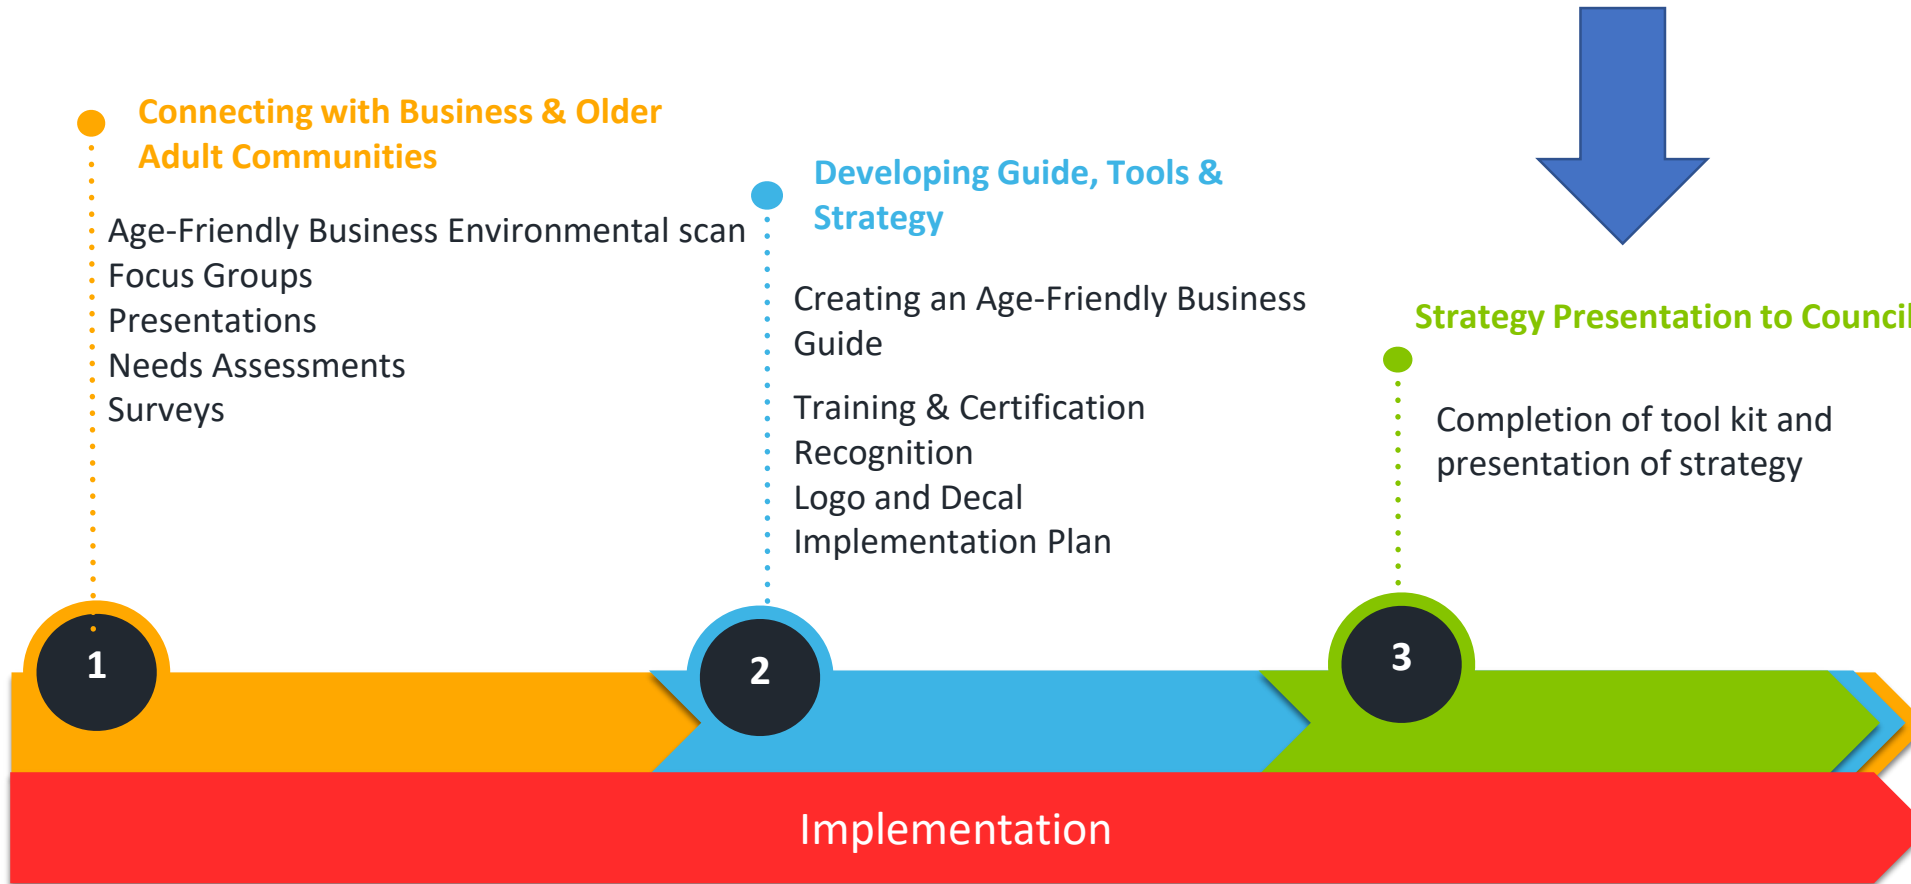 Connecting with Business & Older
Adult Communities
Age-Friendly Business Environmental scan
Focus Groups
Presentations
Needs Assessments
Surveys
Developing Guide, Tools &
Strategy
Creating an Age-Friendly Business
Guide
Training & Certification
Recognition
Logo and Decal
Implementation Plan
Strategy Presentation to Council
Completion of tool kit and
presentation of strategy
1
2
3
Implementation